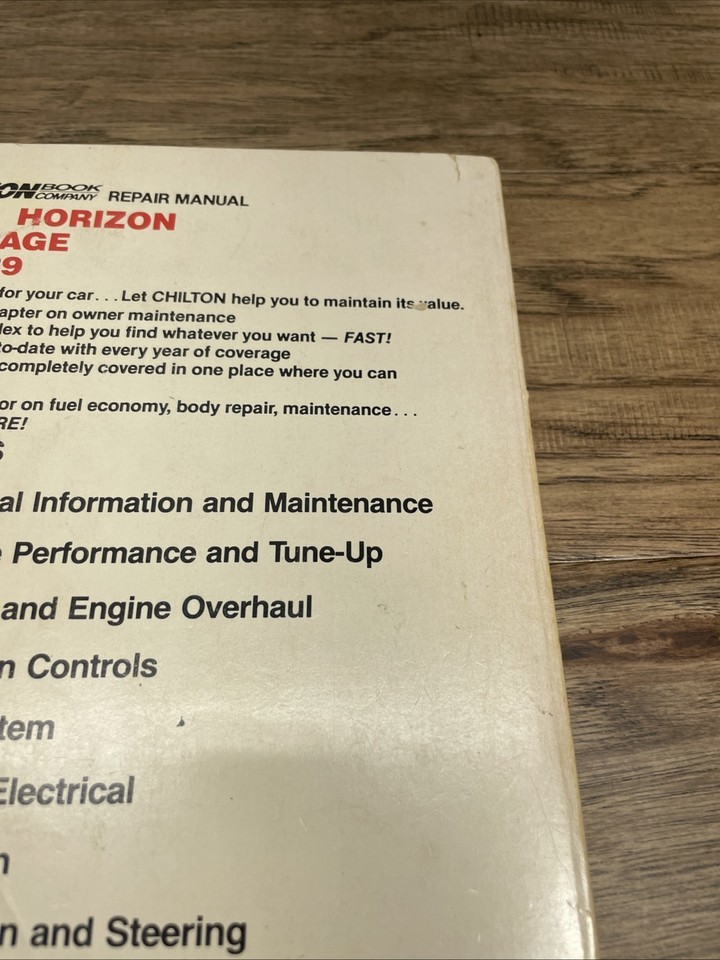 ON BOOK COMPANY REPAIR MANUAL
HORIZON
AGE
9
for your car...Let CHILTON help you to maintain its value.
apter on owner maintenance
lex to help you find whatever you want — FAST!
to-date with every year of coverage
completely covered in one place where you can
or on fuel economy, body repair, maintenance...
RE!
S
al Information and Maintenance
e Performance and Tune-Up
and Engine Overhaul
n Controls
tem
Electrical
n
n and Steering